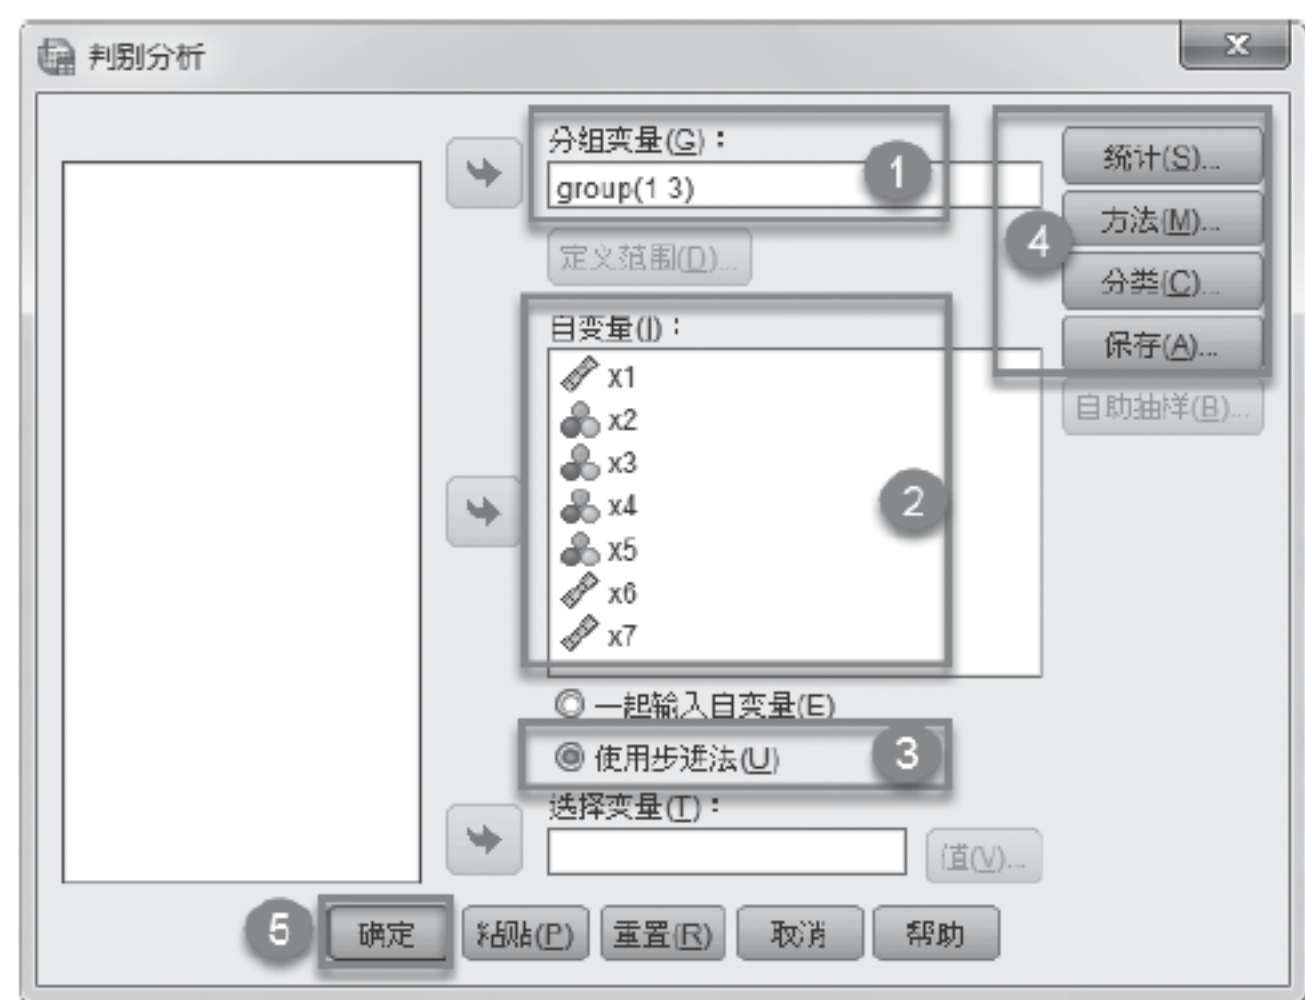 判别分析
x
分组变量(G)：
group(1 3)
1
定义范围(D)...
自变量(I)：
x1
x2
x3
x4
x5
x6
x7
2
一起输入自变量(E)
使用步进法(U)
3
选择变量(T)：
值(V)...
统计(S)...
方法(M)...
分类(C)...
保存(A)...
4
自助抽样(B)...
5
确定 粘贴(P) 重置(R) 取消 帮助